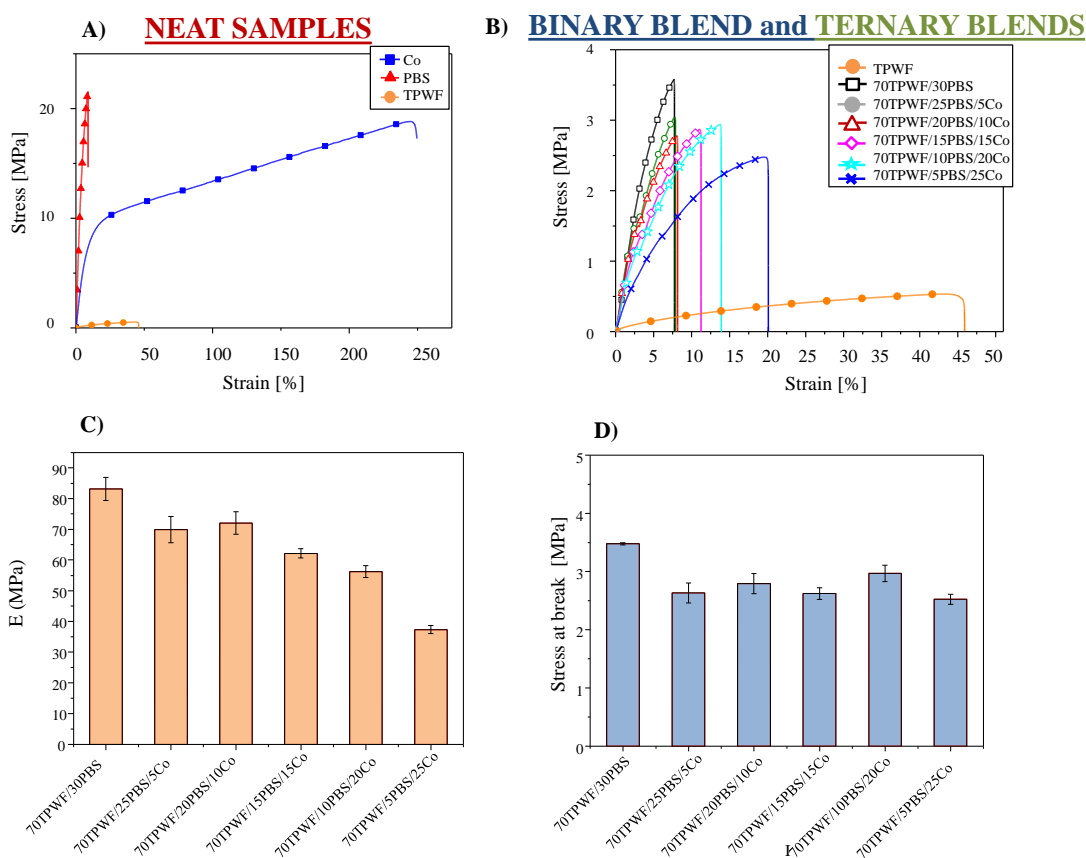 A)
NEAT SAMPLES
Co
PBS
TPWF
20
10
0
Stress [MPa]
0
50
100
150
200
250
Strain [%]
B)
BINARY BLEND and TERNARY BLENDS
TPWF
70TPWF/30PBS
70TPWF/25PBS/5Co
70TPWF/20PBS/10Co
70TPWF/15PBS/15Co
70TPWF/10PBS/20Co
70TPWF/5PBS/25Co
4
3
2
1
0
Stress [MPa]
0
5
10
15
20
25
30
35
40
45
50
Strain [%]
C)
90
80
70
60
50
40
30
20
10
0
E (MPa)
70TPWF/30PBS
70TPWF/25PBS/5Co
70TPWF/20PBS/10Co
70TPWF/15PBS/15Co
70TPWF/10PBS/20Co
70TPWF/5PBS/25Co
D)
5
4
3
2
1
0
Stress at break [MPa]
70TPWF/30PBS
70TPWF/25PBS/5Co
70TPWF/20PBS/10Co
70TPWF/15PBS/15Co
70TPWF/10PBS/20Co
70TPWF/5PBS/25Co